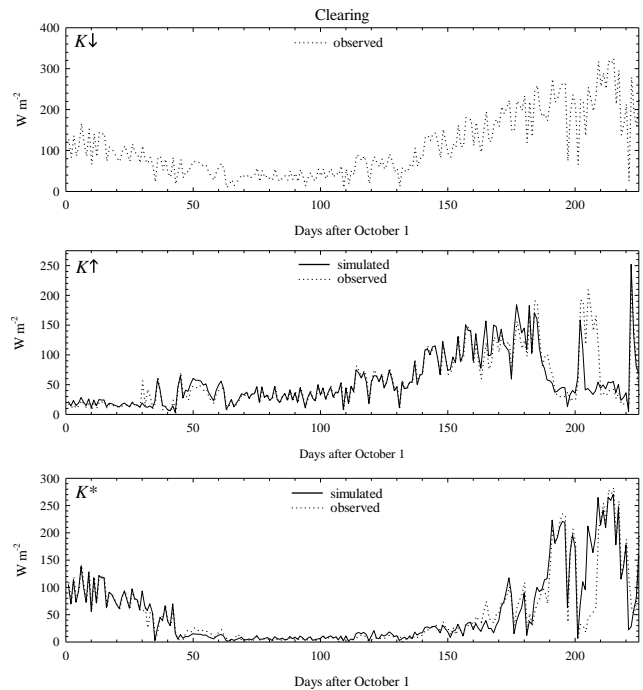 Clearing
400
K↓
observed
300
W m-2
200
100
0
0 50 100 150 200
Days after October 1
250
K↑
simulated
observed
200
W m-2
150
100
50
0
0 50 100 150 200
Days after October 1
300
K*
simulated
observed
250
200
W m-2
150
100
50
0
0 50 100 150 200
Days after October 1